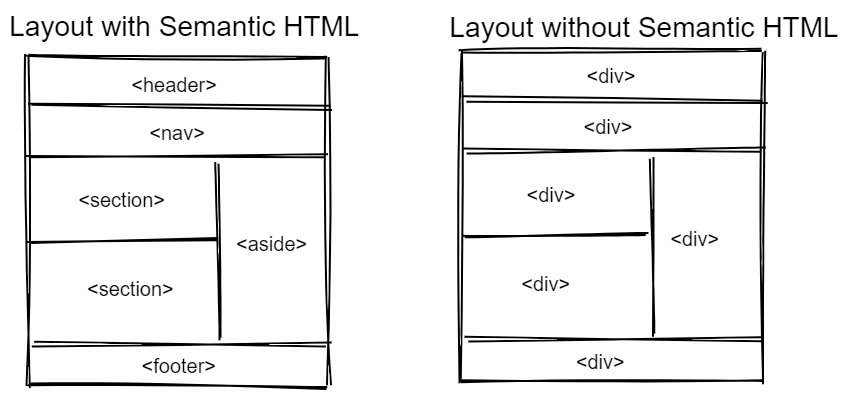 Layout with Semantic HTML
<header>
<nav>
<section>
<aside>
<section>
<footer>
Layout without Semantic HTML
<div>
<div>
<div>
<div>
<div>
<div>